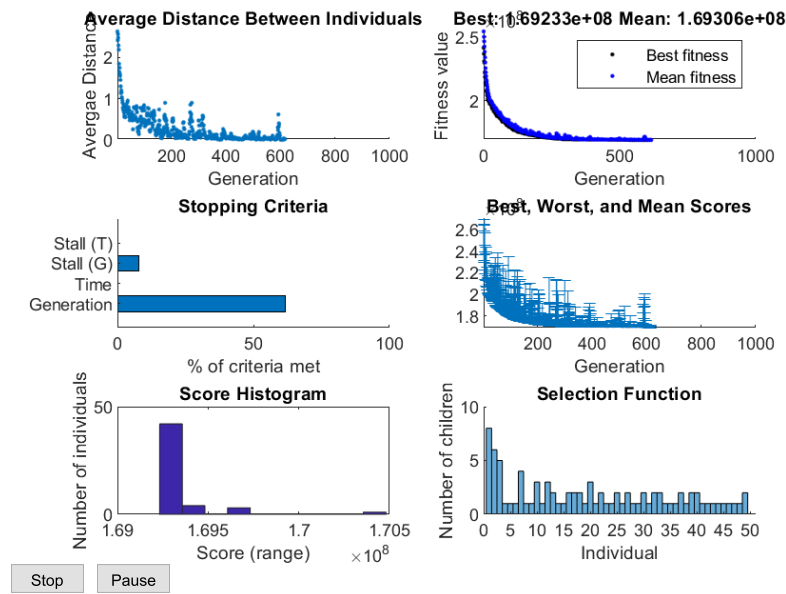 Average Distance Between Individuals
Avergae Distance
2
1
0
200 400 600 800 1000
Generation
Best: 1.69233e+08 Mean: 1.69306e+08
×10^8
Fitness value
2.5
2
Best fitness
Mean fitness
0 500 1000
Generation
Stopping Criteria
Stall (T)
Stall (G)
Time
Generation
0 50 100
% of criteria met
Best, Worst, and Mean Scores
2.6
2.4
2.2
2
1.8
200 400 600 800 1000
Generation
Score Histogram
Number of individuals
50
0
1.69 1.695 1.7 1.705
Score (range)
×10^8
Selection Function
Number of children
10
5
0
0 5 10 15 20 25 30 35 40 45 50
Individual
Stop Pause